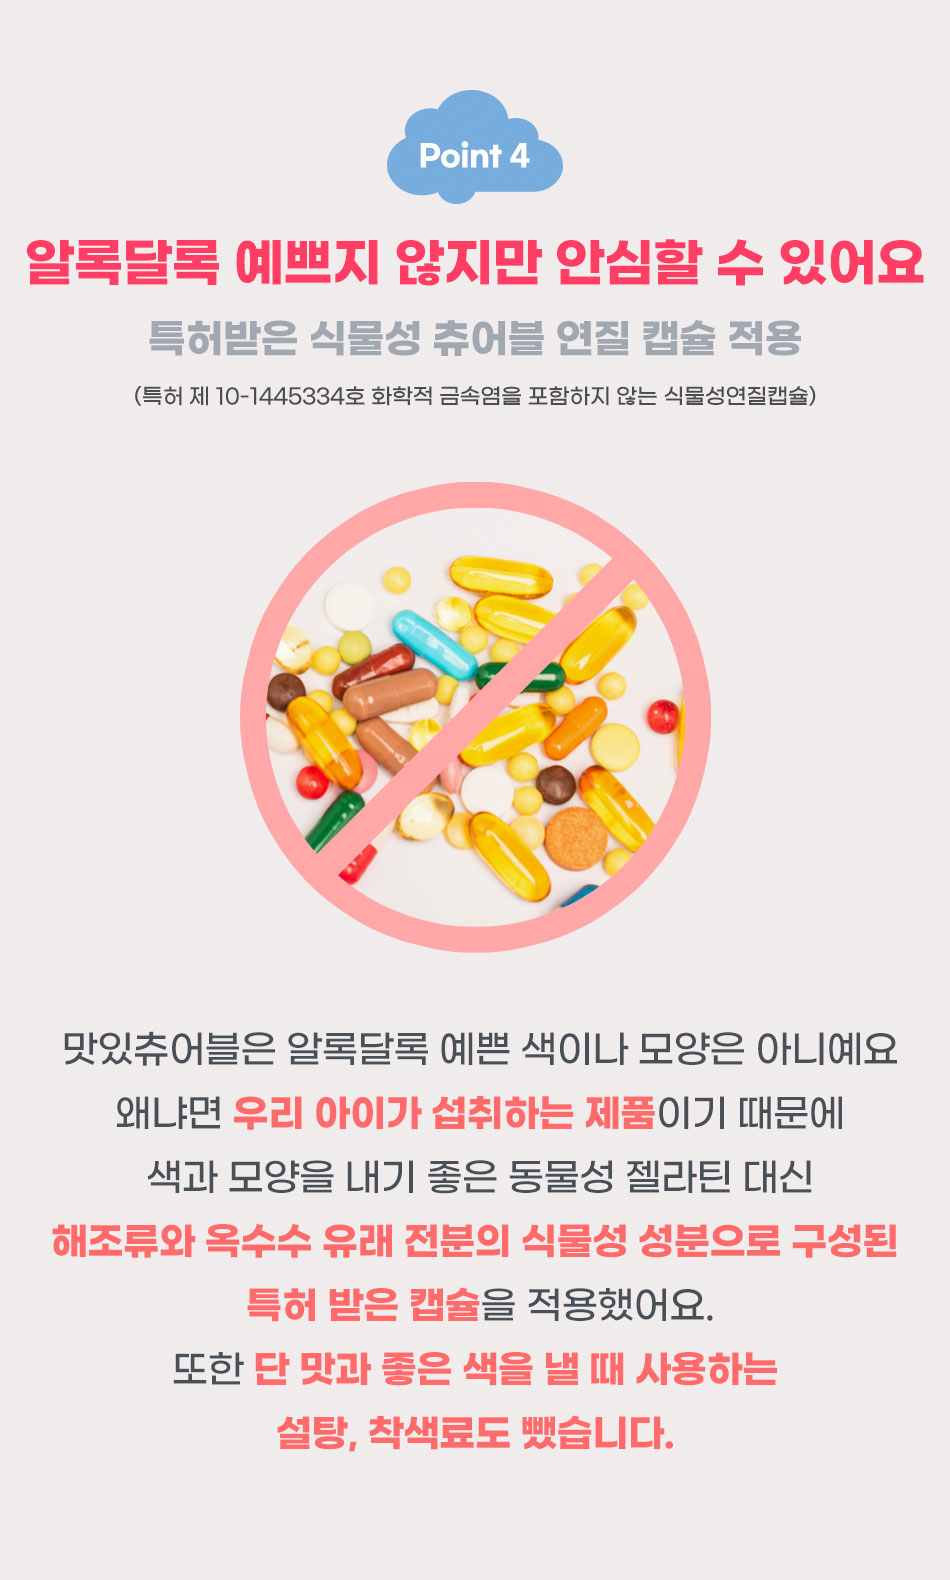 Point 4
알록달록 예쁘지 않지만 안심할 수 있어요
특허받은 식물성 츄어블 연질 캡슐 적용
(특허 제 10-1445334호 화학적 금속염을 포함하지 않는 식물성연질캡슐)
맛있츄어블은 알록달록 예쁜 색이나 모양은 아니예요
왜냐면 우리 아이가 섭취하는 제품이기 때문에
색과 모양을 내기 좋은 동물성 젤라틴 대신
해조류와 옥수수 유래 전분의 식물성 성분으로 구성된
특허 받은 캡슐을 적용했어요.
또한 단 맛과 좋은 색을 낼 때 사용하는
설탕, 착색료도 뺐습니다.